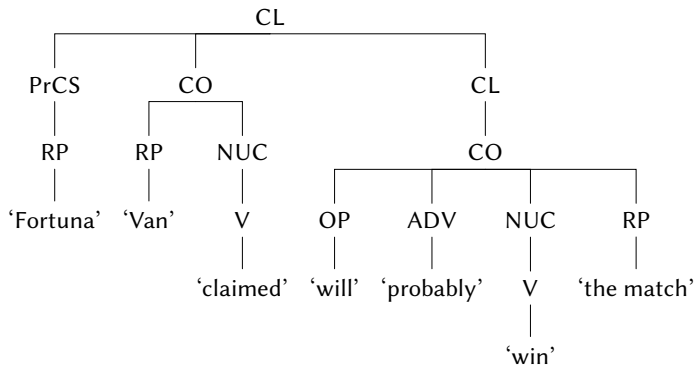 CL
PrCS CO CL
RP RP NUC CO
‘Fortuna’ ‘Van’ V OP ADV NUC RP
‘claimed’ ‘will’ ‘probably’ V ‘the match’
‘win’